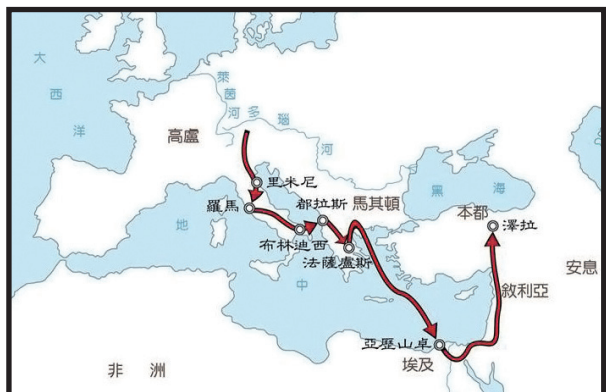 大西洋
萊茵河
多瑙河
高盧
里米尼
黑海
都拉斯
馬其頓
羅馬
本都
澤拉
地中
布林迪西
法薩盧斯
安息
敘利亞
亞歷山卓
埃及
非洲